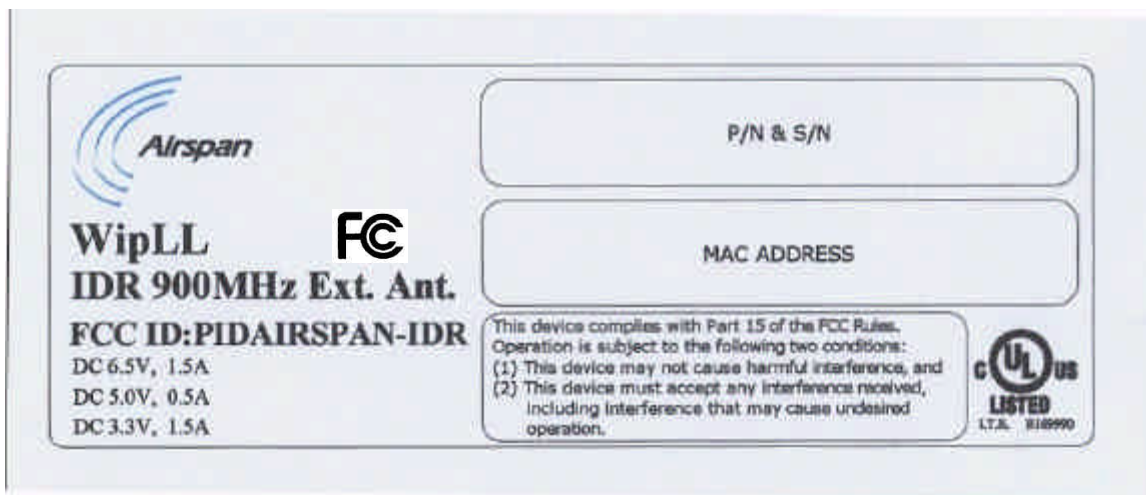 Airspan
WipLL
FC
IDR 900MHz Ext. Ant.
FCC ID:PIDAIRSPAN-IDR
DC 6.5V, 1.5A
DC 5.0V, 0.5A
DC 3.3V, 1.5A
P/N & S/N
MAC ADDRESS
This device complies with Part 15 of the FCC Rules.
Operation is subject to the following two conditions:
(1) This device may not cause harmful interference, and
(2) This device must accept any interference received,
including interference that may cause undesired
operation.
C UL US
LISTED
I.T.E.